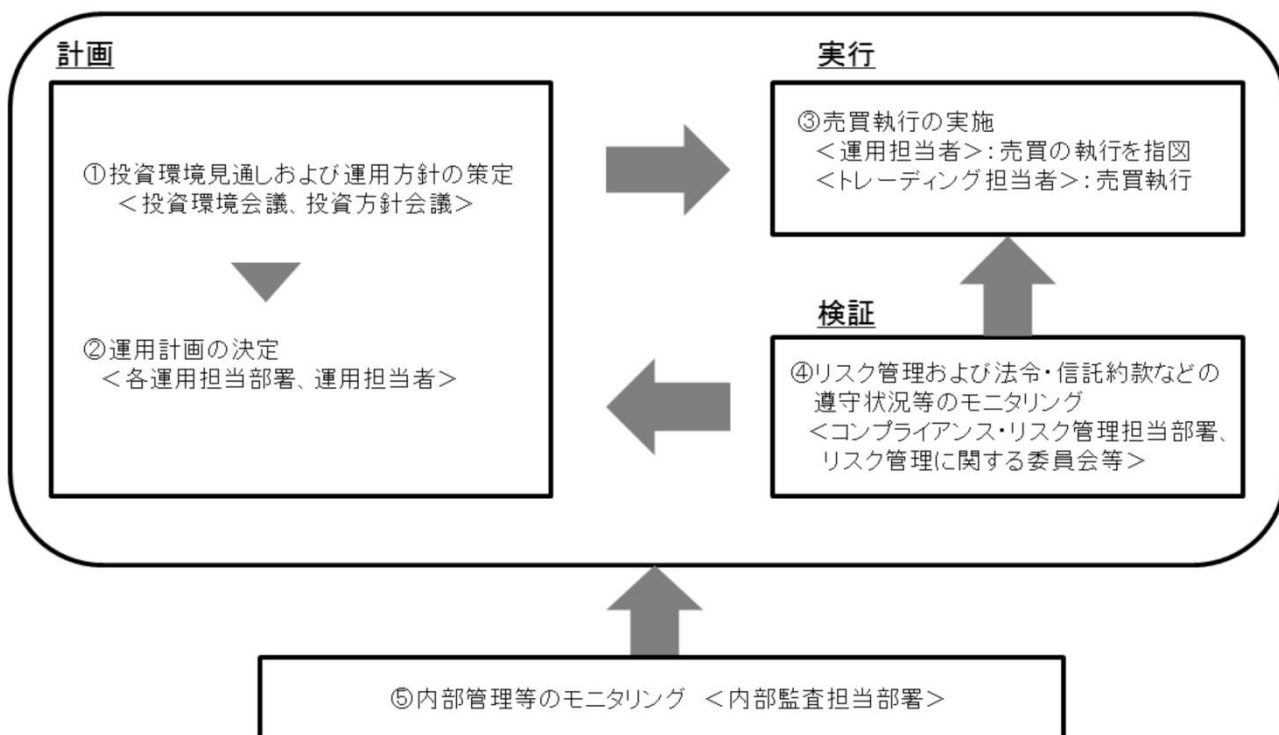 計画
①投資環境見通しおよび運用方針の策定
＜投資環境会議、投資方針会議＞
②運用計画の決定
＜各運用担当部署、運用担当者＞
実行
③売買執行の実施
＜運用担当者＞：売買の執行を指図
＜トレーディング担当者＞：売買執行
検証
④リスク管理および法令・信託約款などの
遵守状況等のモニタリング
＜コンプライアンス・リスク管理担当部署、
リスク管理に関する委員会等＞
⑤内部管理等のモニタリング ＜内部監査担当部署＞